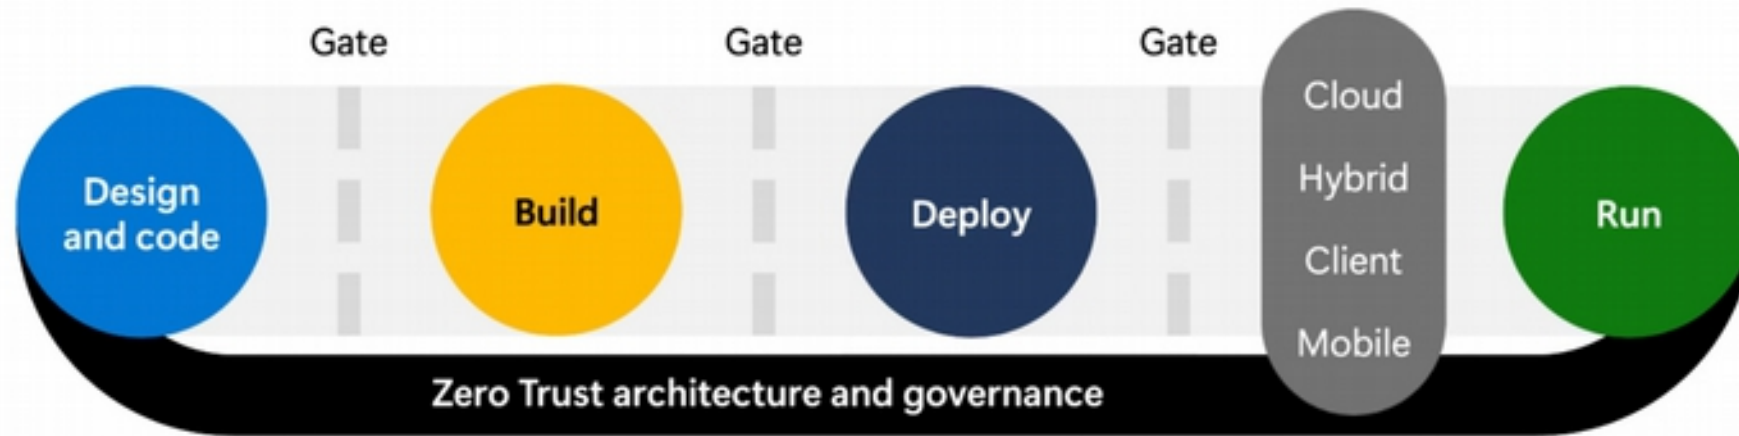 Gate
Gate
Gate
Design
and code
Build
Deploy
Cloud
Hybrid
Client
Mobile
Run
Zero Trust architecture and governance